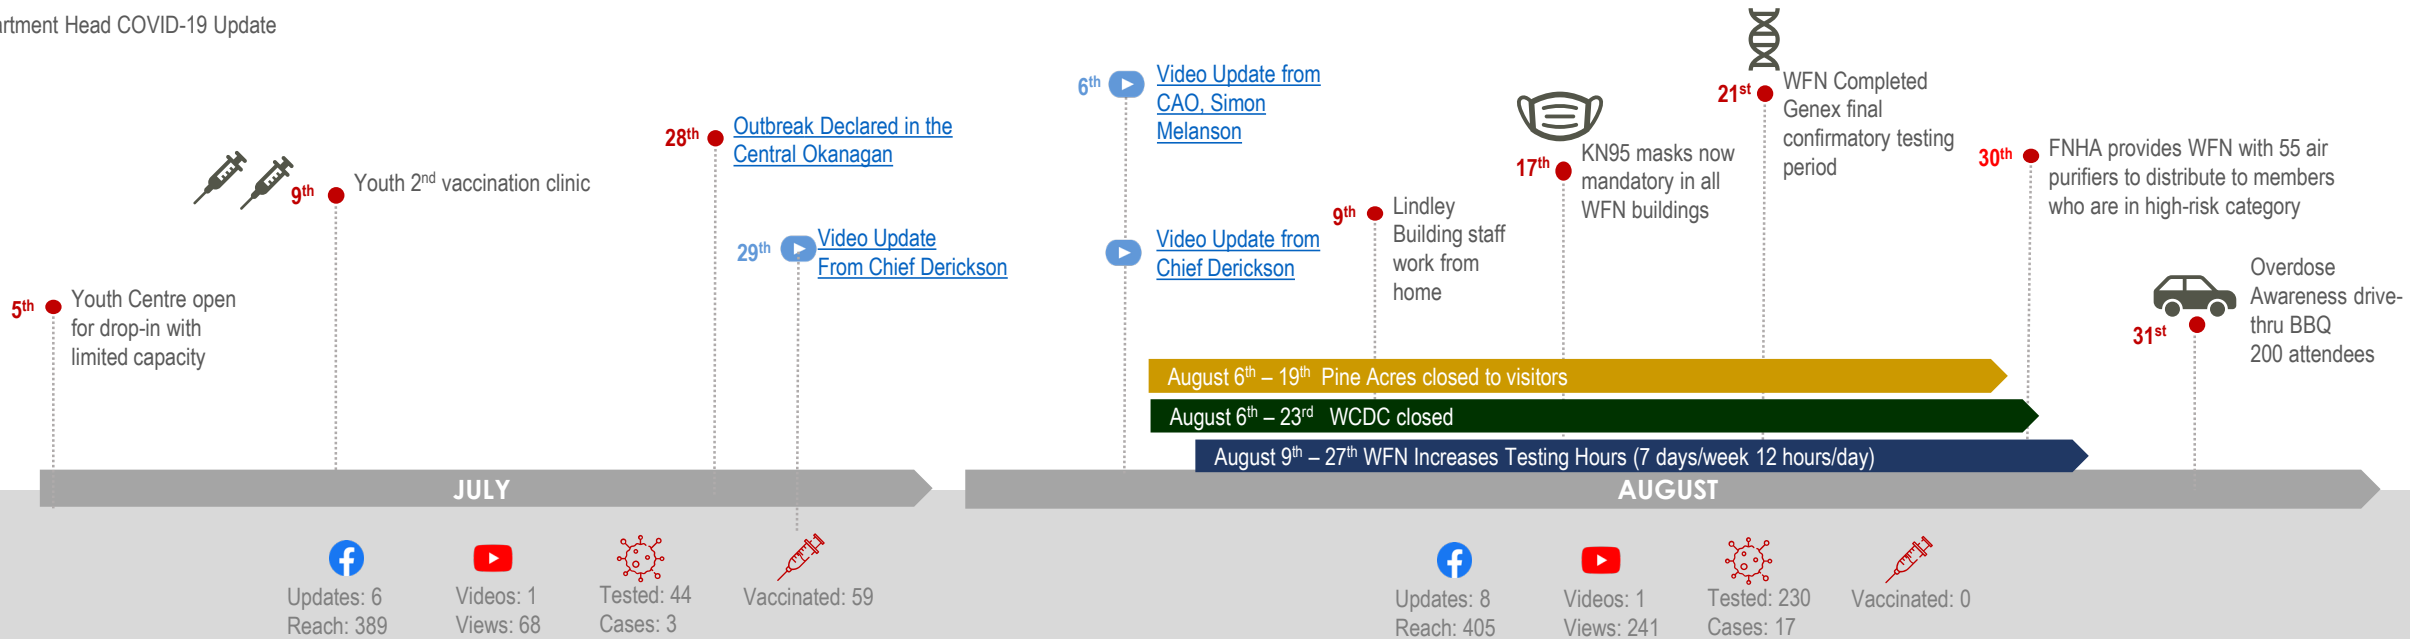 artment Head COVID-19 Update
5th
Youth Centre open
for drop-in with
limited capacity
9th
Youth 2nd vaccination clinic
28th
Outbreak Declared in the
Central Okanagan
29th
Video Update
From Chief Derickson
6th
Video Update from
CAO, Simon
Melanson
Video Update from
Chief Derickson
9th
Lindley
Building staff
work from
home
17th
KN95 masks now
mandatory in all
WFN buildings
21st
WFN Completed
Genex final
confirmatory testing
period
30th
FNHA provides WFN with 55 air
purifiers to distribute to members
who are in high-risk category
31st
Overdose
Awareness drive-
thru BBQ
200 attendees
August 6th – 19th Pine Acres closed to visitors
August 6th – 23rd WCDC closed
August 9th – 27th WFN Increases Testing Hours (7 days/week 12 hours/day)
JULY
AUGUST
Updates: 6
Reach: 389
Videos: 1
Views: 68
Tested: 44
Cases: 3
Vaccinated: 59
Updates: 8
Reach: 405
Videos: 1
Views: 241
Tested: 230
Cases: 17
Vaccinated: 0